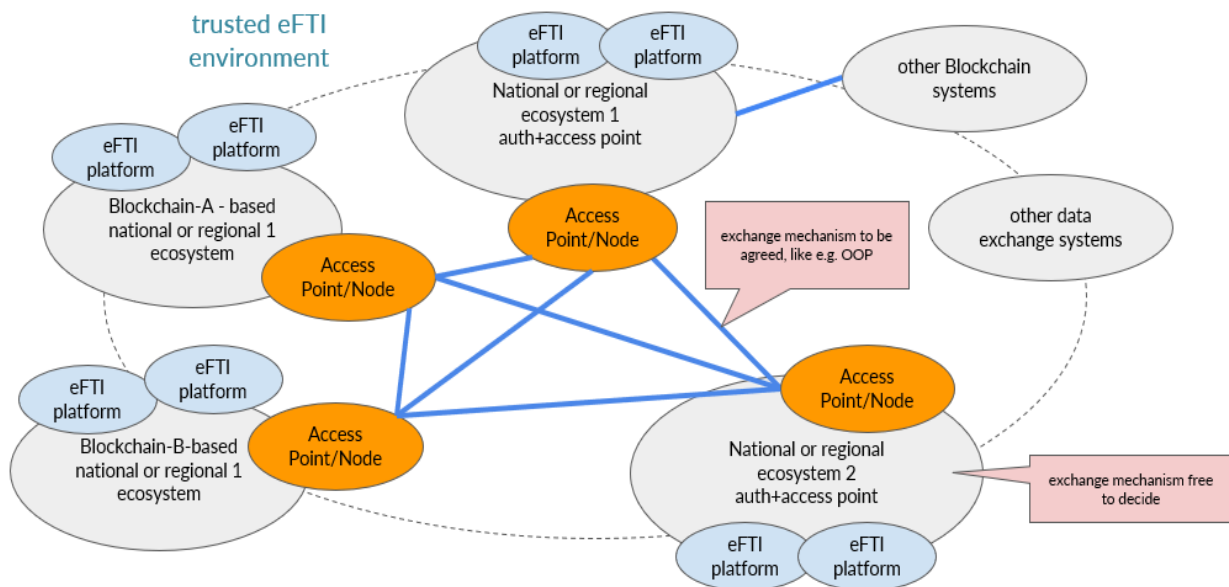 trusted eFTI
environment
eFTI
platform
eFTI
platform
National or regional
ecosystem 1
auth+access point
other Blockchain
systems
eFTI
platform
eFTI
platform
Blockchain-A - based
national or regional 1
ecosystem
Access
Point/Node
Access
Point/Node
exchange mechanism to be
agreed, like e.g. OOP
other data
exchange systems
eFTI
platform
eFTI
platform
Blockchain-B-based
national or regional 1
ecosystem
Access
Point/Node
Access
Point/Node
National or regional
ecosystem 2
auth+access point
exchange mechanism free
to decide
eFTI
platform
eFTI
platform